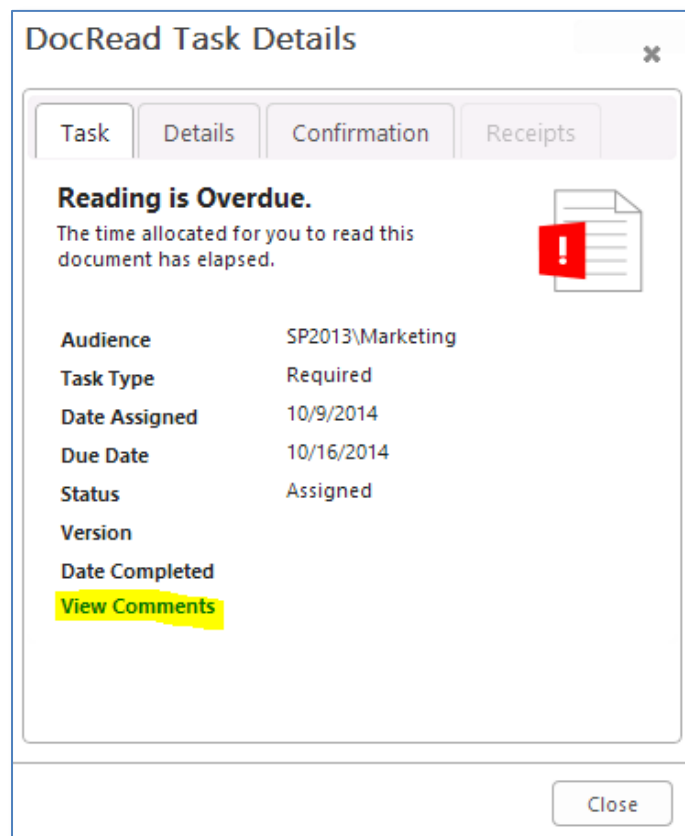 DocRead Task Details
Task Details Confirmation Receipts
Reading is Overdue.
The time allocated for you to read this
document has elapsed.
Audience SP2013\Marketing
Task Type Required
Date Assigned 10/9/2014
Due Date 10/16/2014
Status Assigned
Version
Date Completed
View Comments
Close